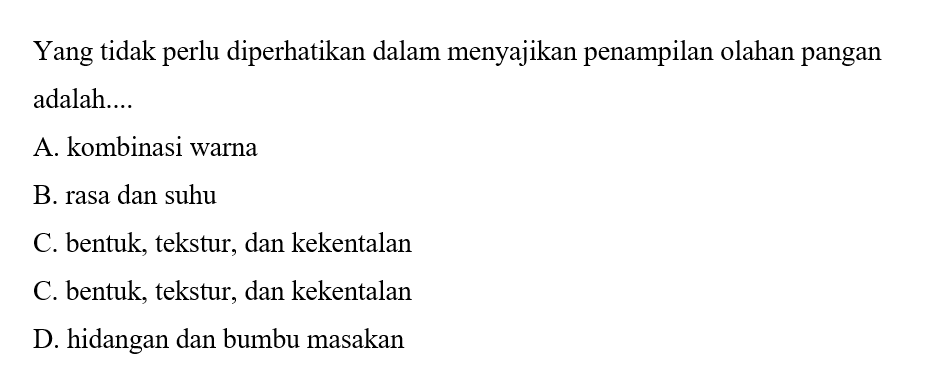 Yang tidak perlu diperhatikan dalam menyajikan penampilan olahan pangan
adalah....
A. kombinasi warna
B. rasa dan suhu
C. bentuk, tekstur, dan kekentalan
C. bentuk, tekstur, dan kekentalan
D. hidangan dan bumbu masakan